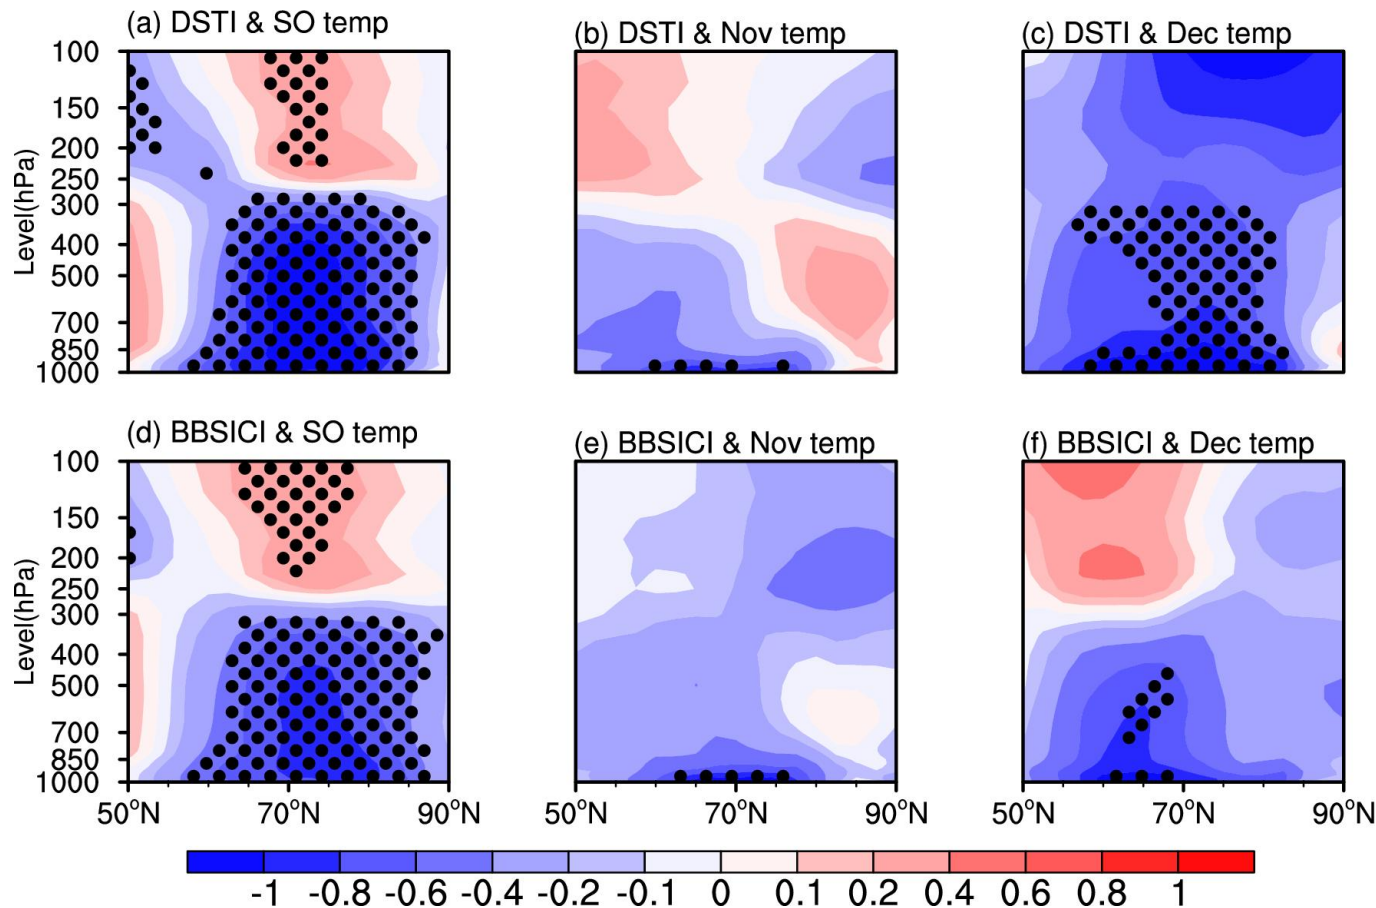 (a) DSTI & SO temp
(b) DSTI & Nov temp
(c) DSTI & Dec temp
Level(hPa)
100
150
200
250
300
400
500
700
850
1000
(d) BBSICI & SO temp
(e) BBSICI & Nov temp
(f) BBSICI & Dec temp
Level(hPa)
100
150
200
250
300
400
500
700
850
1000
50°N 70°N 90°N
50°N 70°N 90°N
50°N 70°N 90°N
-1 -0.8 -0.6 -0.4 -0.2 -0.1 0 0.1 0.2 0.4 0.6 0.8 1